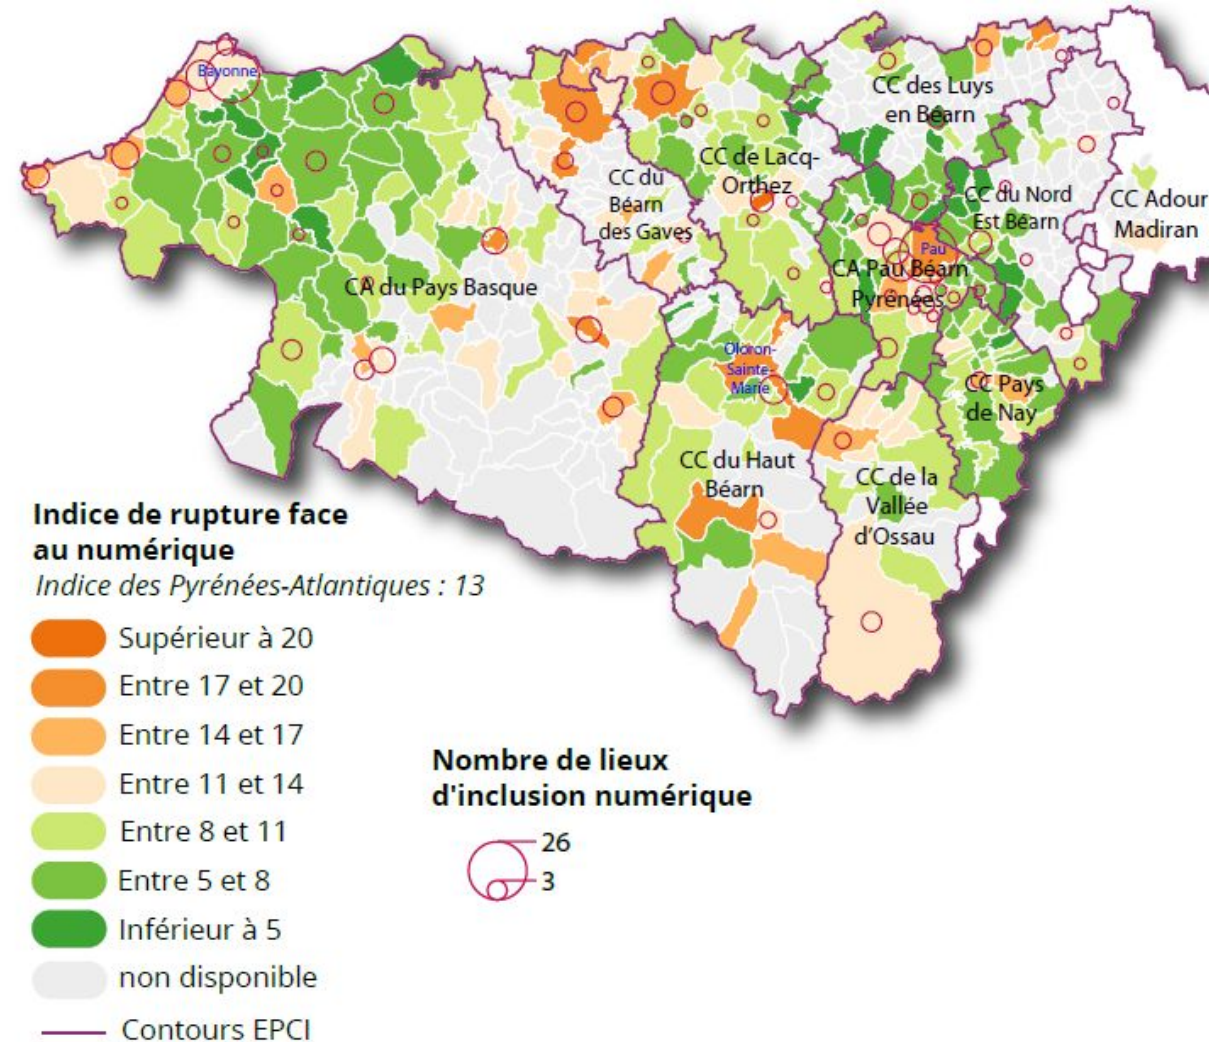 Bayonne
CC des Luys
en Béarn
CC de Lacq-
Orthez
CC du
Béarn
des Gaves
CC du Nord
Est Béarn
CC Adour
Madiran
Pau
CA Pau Béarn
Pyrénées
CA du Pays Basque
Oloron-
Sainte-
Marie
CC Pays
de Nay
CC du Haut
Béarn
CC de la
Vallée
d'Ossau
Indice de rupture face
au numérique
Indice des Pyrénées-Atlantiques : 13
Supérieur à 20
Entre 17 et 20
Entre 14 et 17
Entre 11 et 14
Entre 8 et 11
Entre 5 et 8
Inférieur à 5
non disponible
Contours EPCI
Nombre de lieux
d'inclusion numérique
26
3